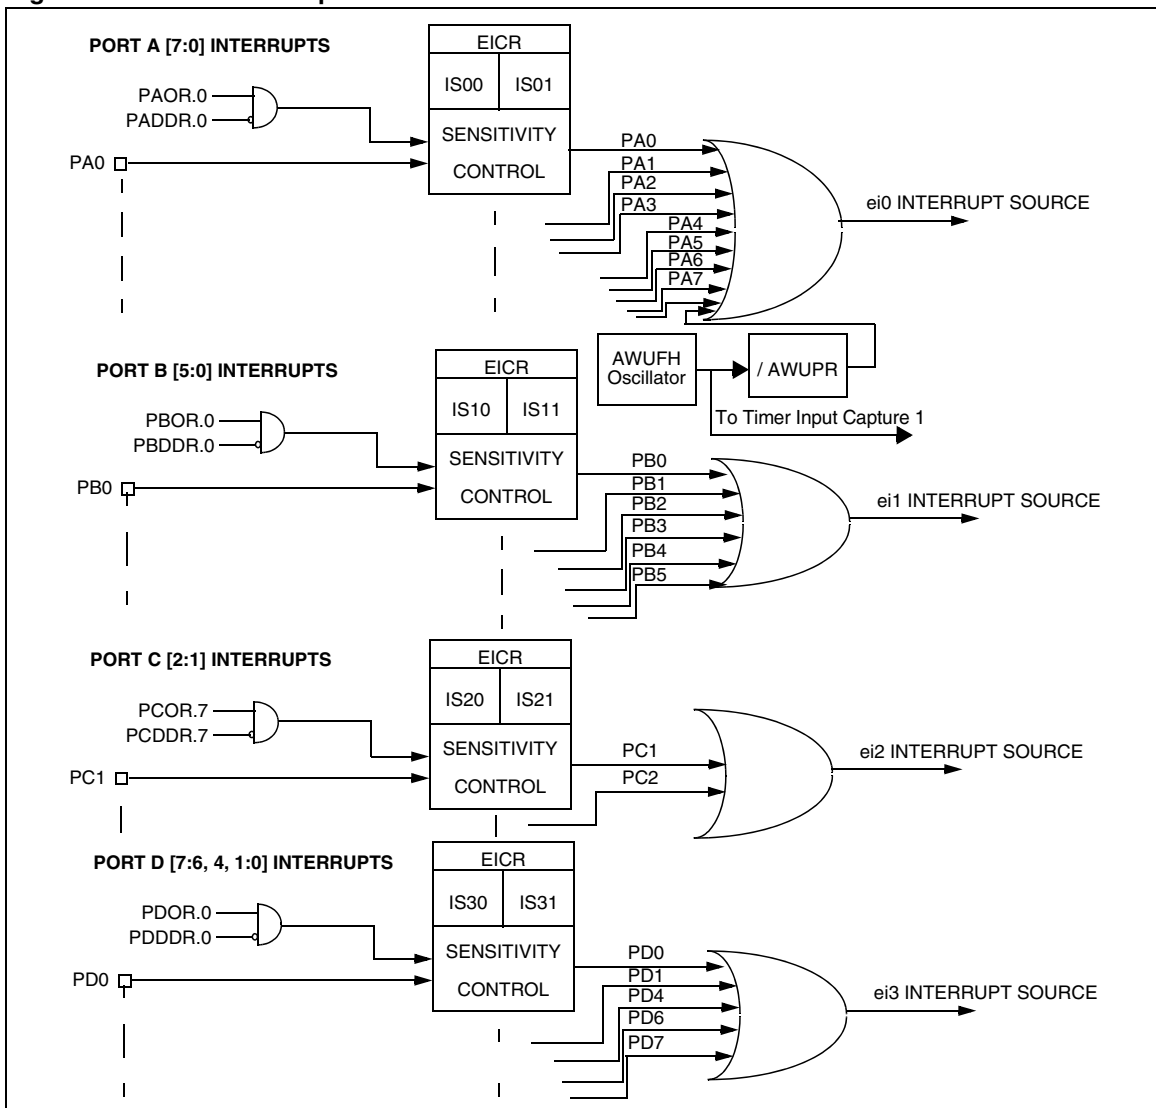 PORT A [7:0] INTERRUPTS
EICR
IS00 IS01
PAOR.0
PADDR.0
SENSITIVITY
CONTROL
PA0
PA0
PA1
PA2
PA3
PA4
PA5
PA6
PA7
ei0 INTERRUPT SOURCE
AWUFH
Oscillator
/ AWUPR
To Timer Input Capture 1
PORT B [5:0] INTERRUPTS
EICR
IS10 IS11
PBOR.0
PBDDR.0
SENSITIVITY
CONTROL
PB0
PB0
PB1
PB2
PB3
PB4
PB5
ei1 INTERRUPT SOURCE
PORT C [2:1] INTERRUPTS
EICR
IS20 IS21
PCOR.7
PCDDR.7
SENSITIVITY
CONTROL
PC1
PC1
PC2
ei2 INTERRUPT SOURCE
PORT D [7:6, 4, 1:0] INTERRUPTS
EICR
IS30 IS31
PDOR.0
PDDDR.0
SENSITIVITY
CONTROL
PD0
PD0
PD1
PD4
PD6
PD7
ei3 INTERRUPT SOURCE